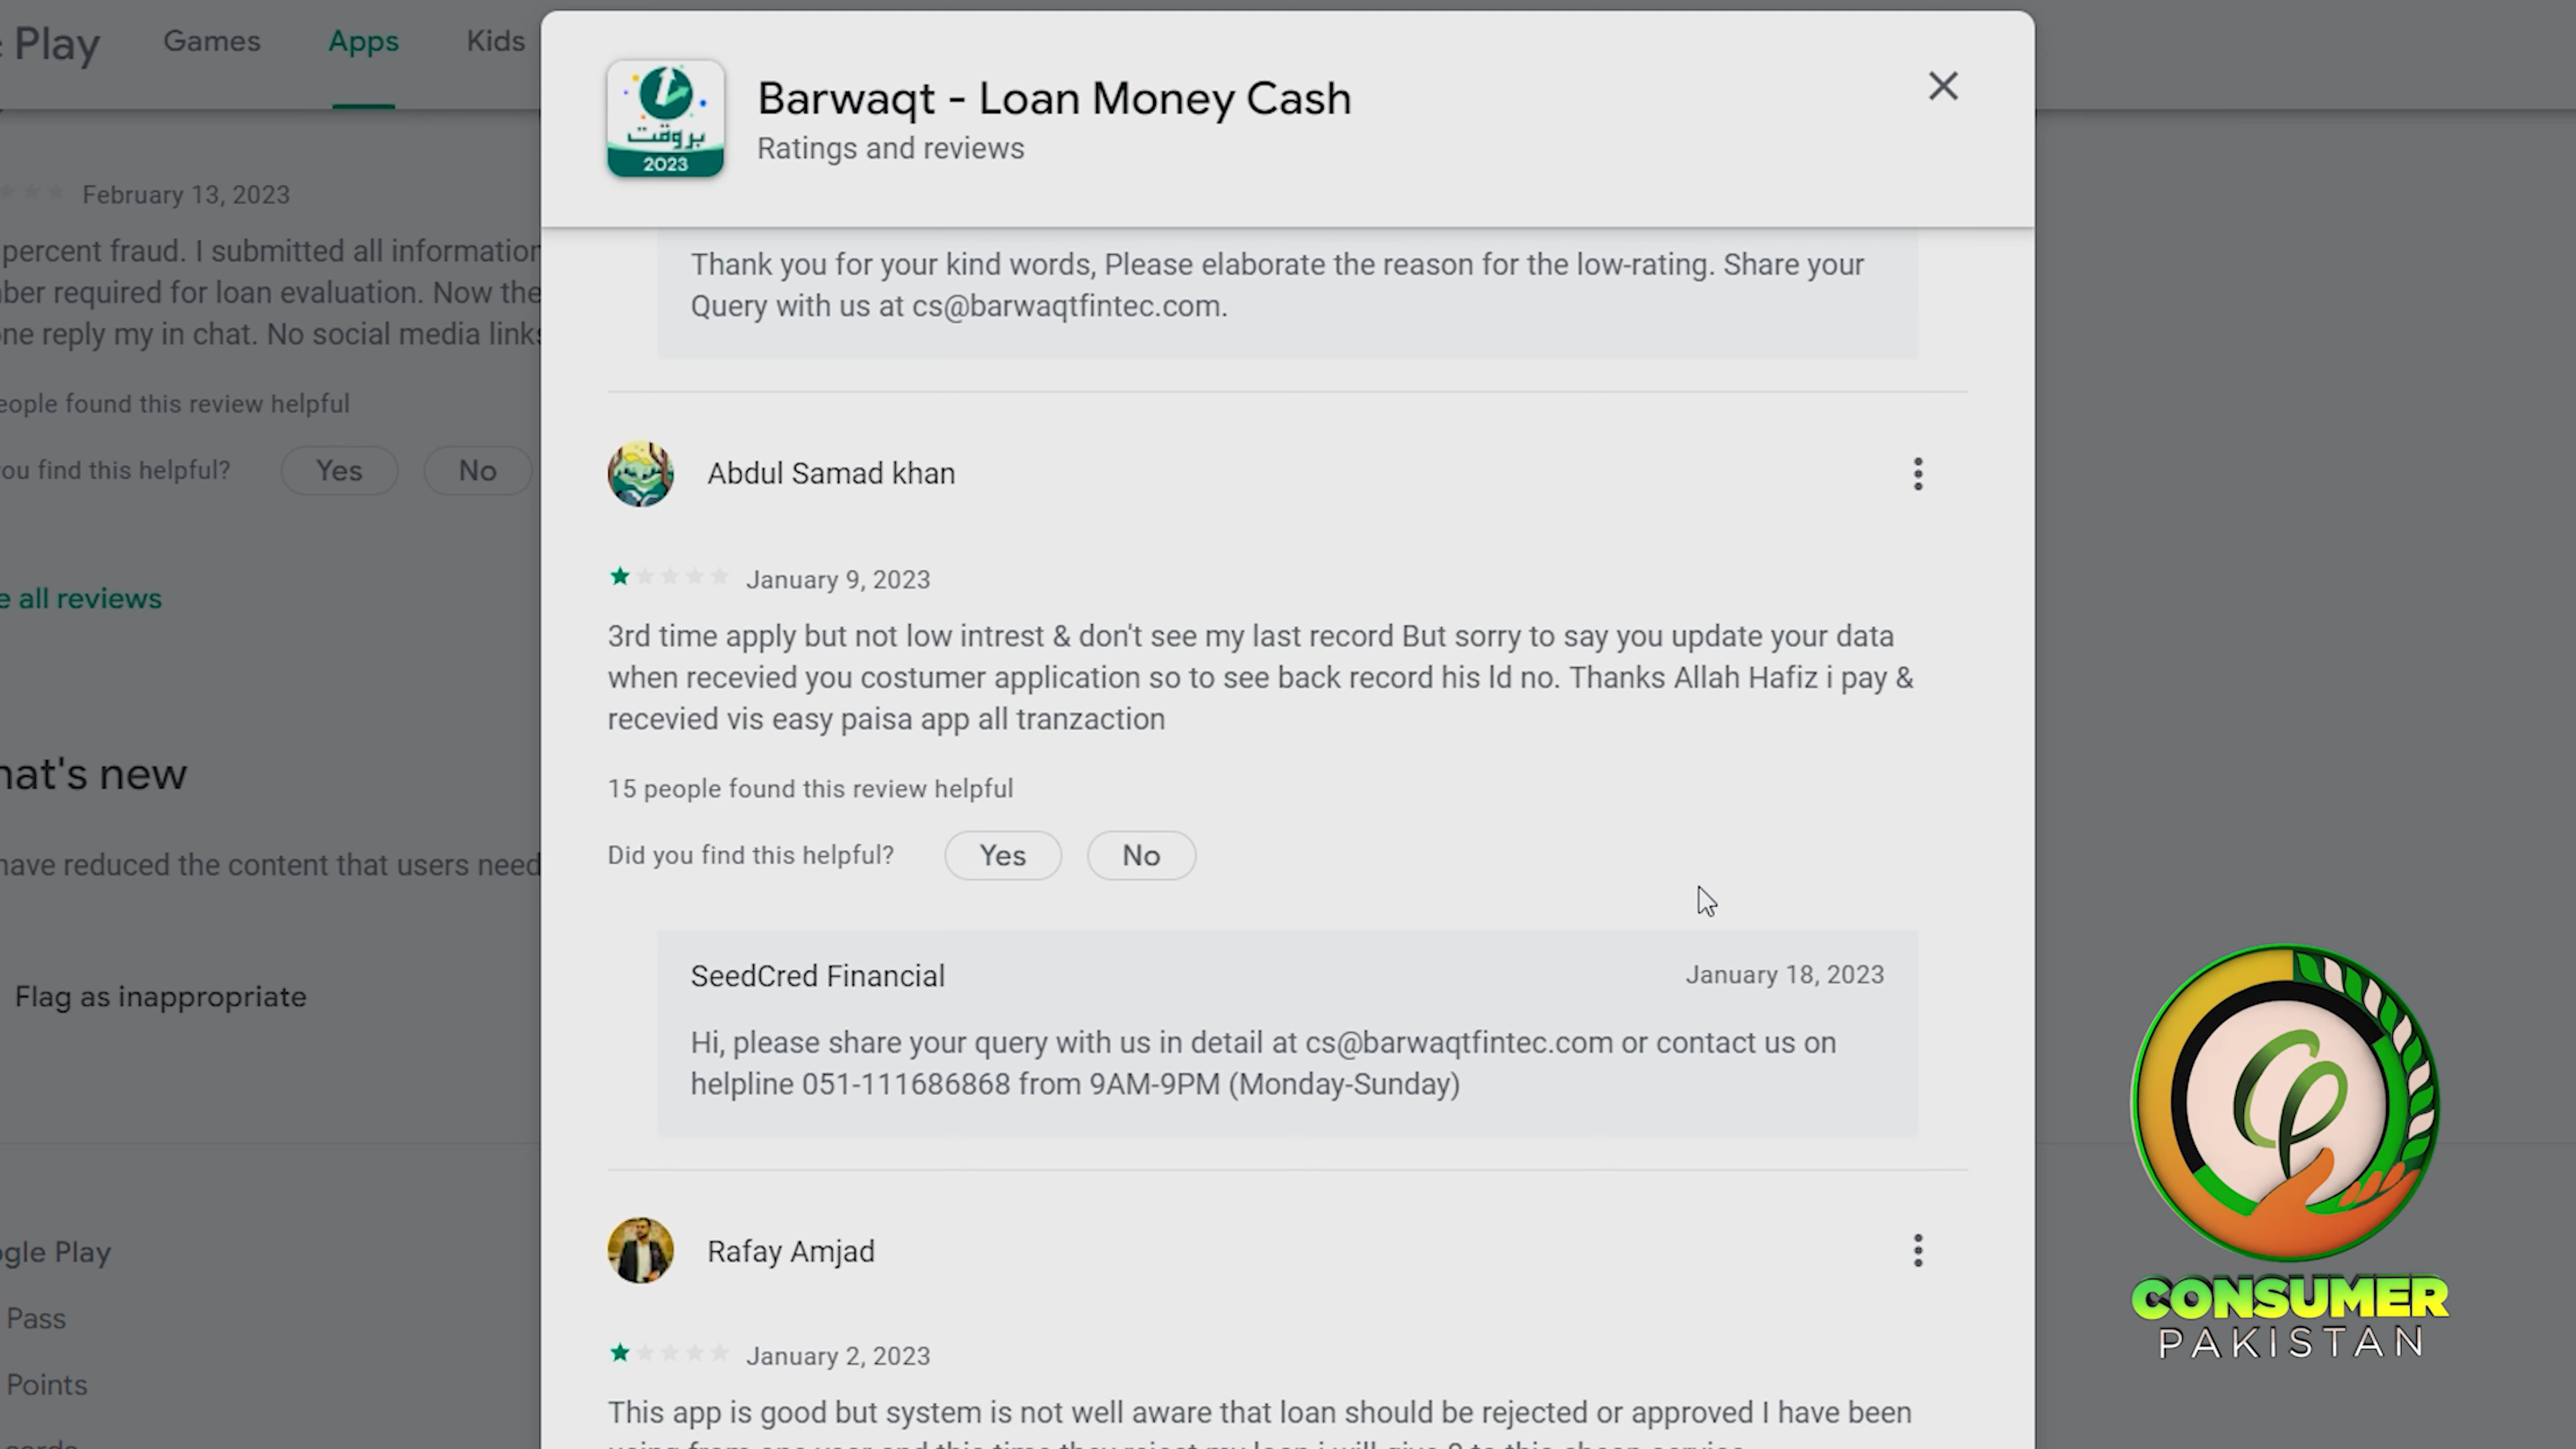 Play Games Apps Kids
February 13, 2023
percent fraud. I submitted all information
required for loan evaluation. Now the
reply my in chat. No social media links
found this review helpful
find this helpful? Yes No
all reviews
new
have reduced the content that users need
Flag as inappropriate
Play
Pass
Points
Barwaqt - Loan Money Cash
Ratings and reviews
بروقت
2023
Thank you for your kind words, Please elaborate the reason for the low-rating. Share your
Query with us at cs@barwaqtfintec.com.
Abdul Samad khan
January 9, 2023
3rd time apply but not low intrest & don't see my last record But sorry to say you update your data
when recevied you costumer application so to see back record his ld no. Thanks Allah Hafiz i pay &
recevied vis easy paisa app all tranzaction
15 people found this review helpful
Did you find this helpful? Yes No
SeedCred Financial January 18, 2023
Hi, please share your query with us in detail at cs@barwaqtfintec.com or contact us on
helpline 051-111686868 from 9AM-9PM (Monday-Sunday)
Rafay Amjad
January 2, 2023
This app is good but system is not well aware that loan should be rejected or approved I have been
CP
CONSUMER
PAKISTAN